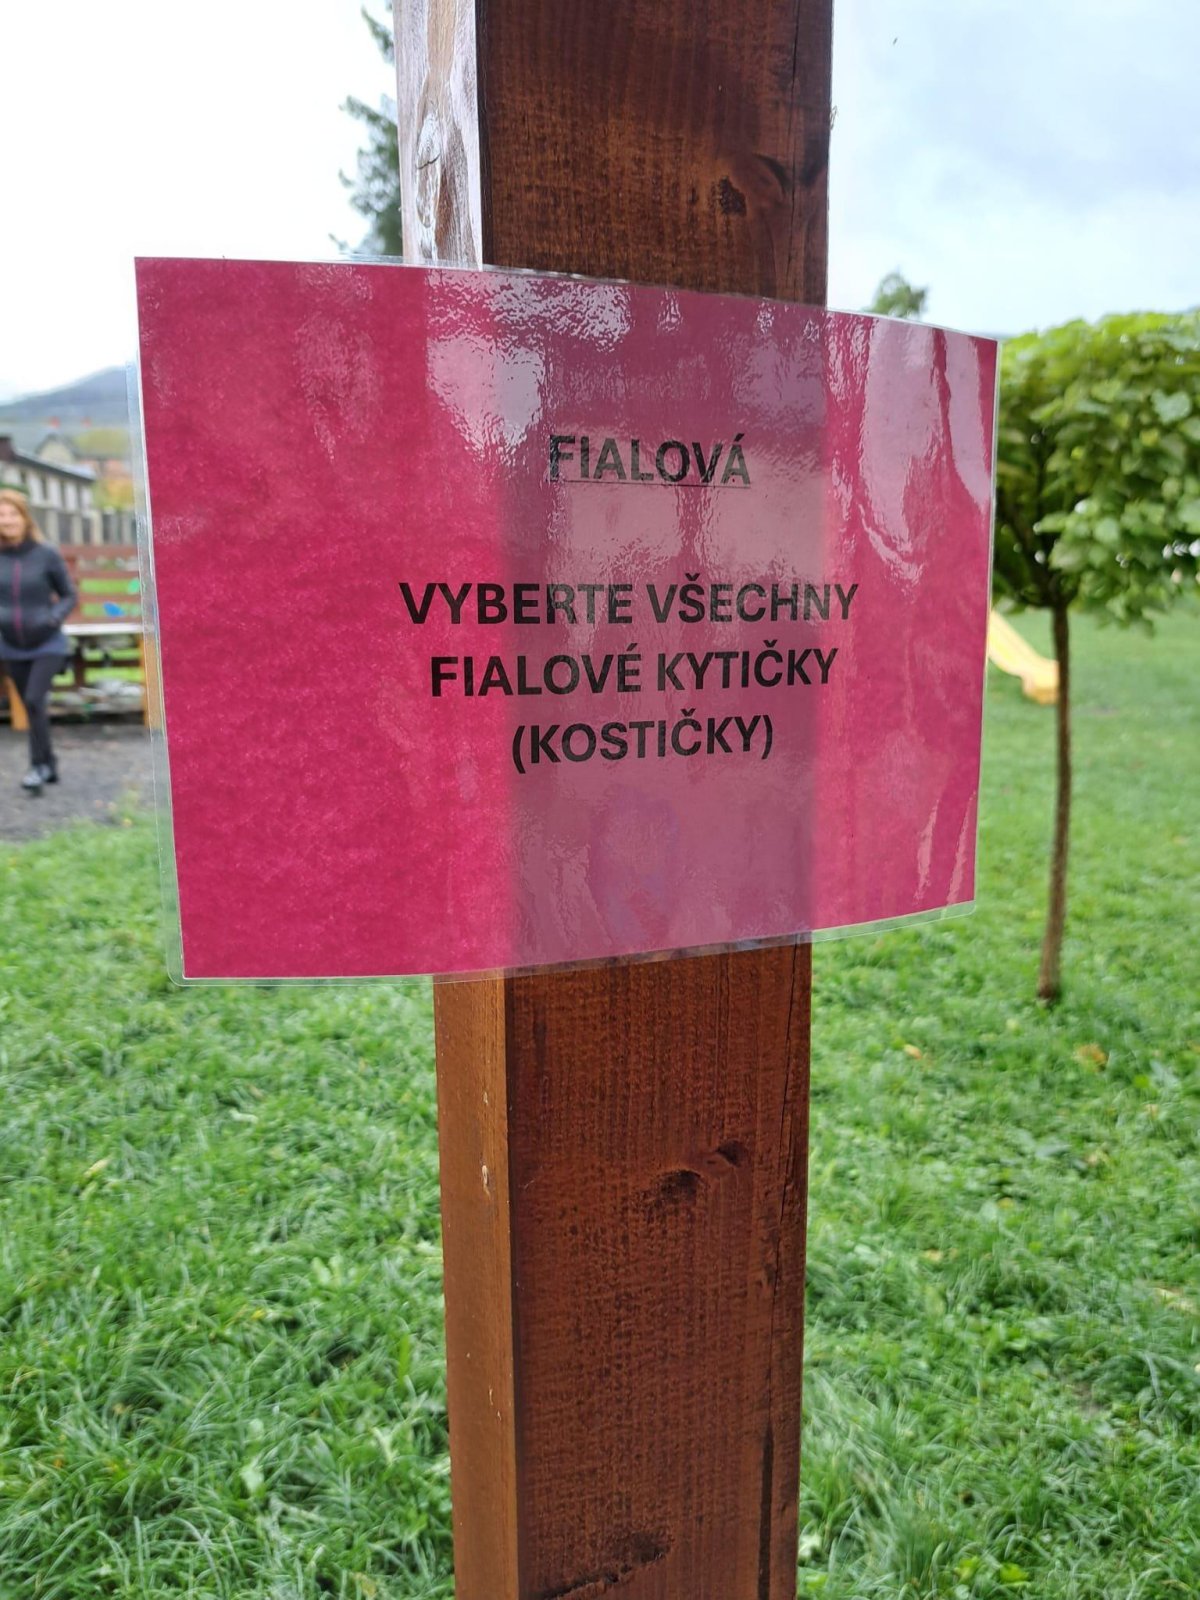 FIALOVÁ
VYBERTE VŠECHNY
FIALOVÉ KYTIČKY
(KOSTIČKY)